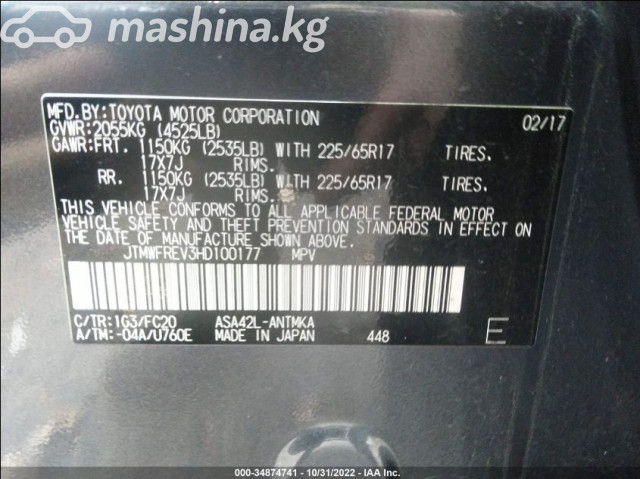 mashina.kg
MFD.BY:TOYOTA MOTOR CORPORATION 02/17
GVWR:2055KG (4525LB)
GAWR:FRT. 1150KG (2535LB) WITH 225/65R17 TIRES.
17X7J RIMS.
RR. 1150KG (2535LB) WITH 225/65R17 TIRES.
17X7J RIMS.
THIS VEHICLE CONFORMS TO ALL APPLICABLE FEDERAL MOTOR
VEHICLE SAFETY AND THEFT PREVENTION STANDARDS IN EFFECT ON
THE DATE OF MANUFACTURE SHOWN ABOVE.
JTMWFREV3HD100177 MPV
C/TR:1G3/FC20 ASA42L-ANTMKA
A/TM:-04A/U760E MADE IN JAPAN 448 E
000-34874741 - 10/31/2022 - IAA Inc.